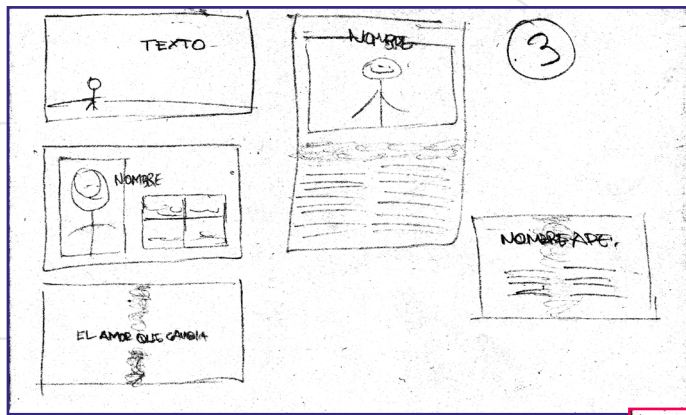 TEXTO
NOMBRE
3
NOMBRE
NOMBRE APE.
EL AMOR QUE CAMBIA